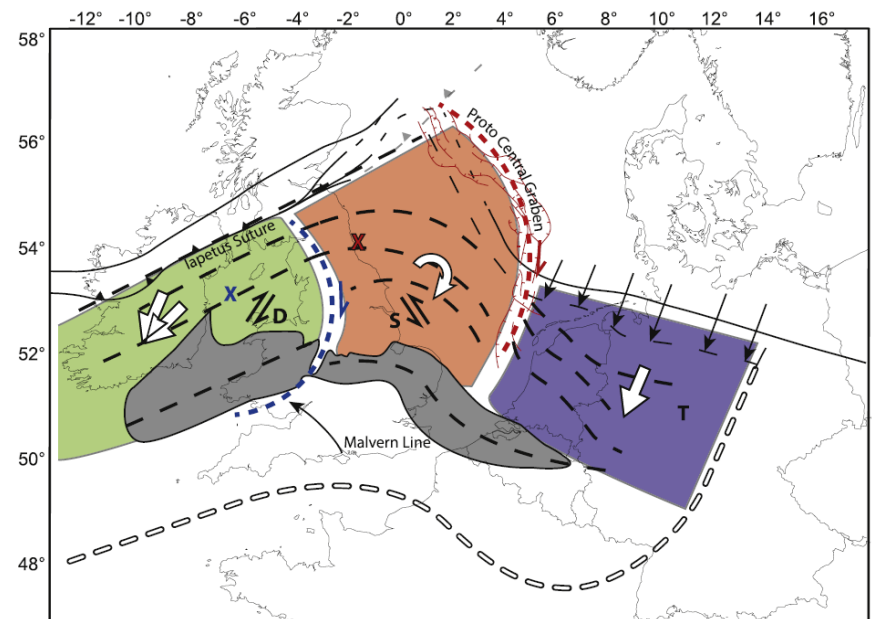 -12° -10° -8° -6° -4° -2° 0° 2° 4° 6° 8° 10° 12° 14° 16°
58°
56°
54°
52°
50°
48°
Proto Central Graben
Iapetus Suture
X
X
D
S
T
Malvern Line